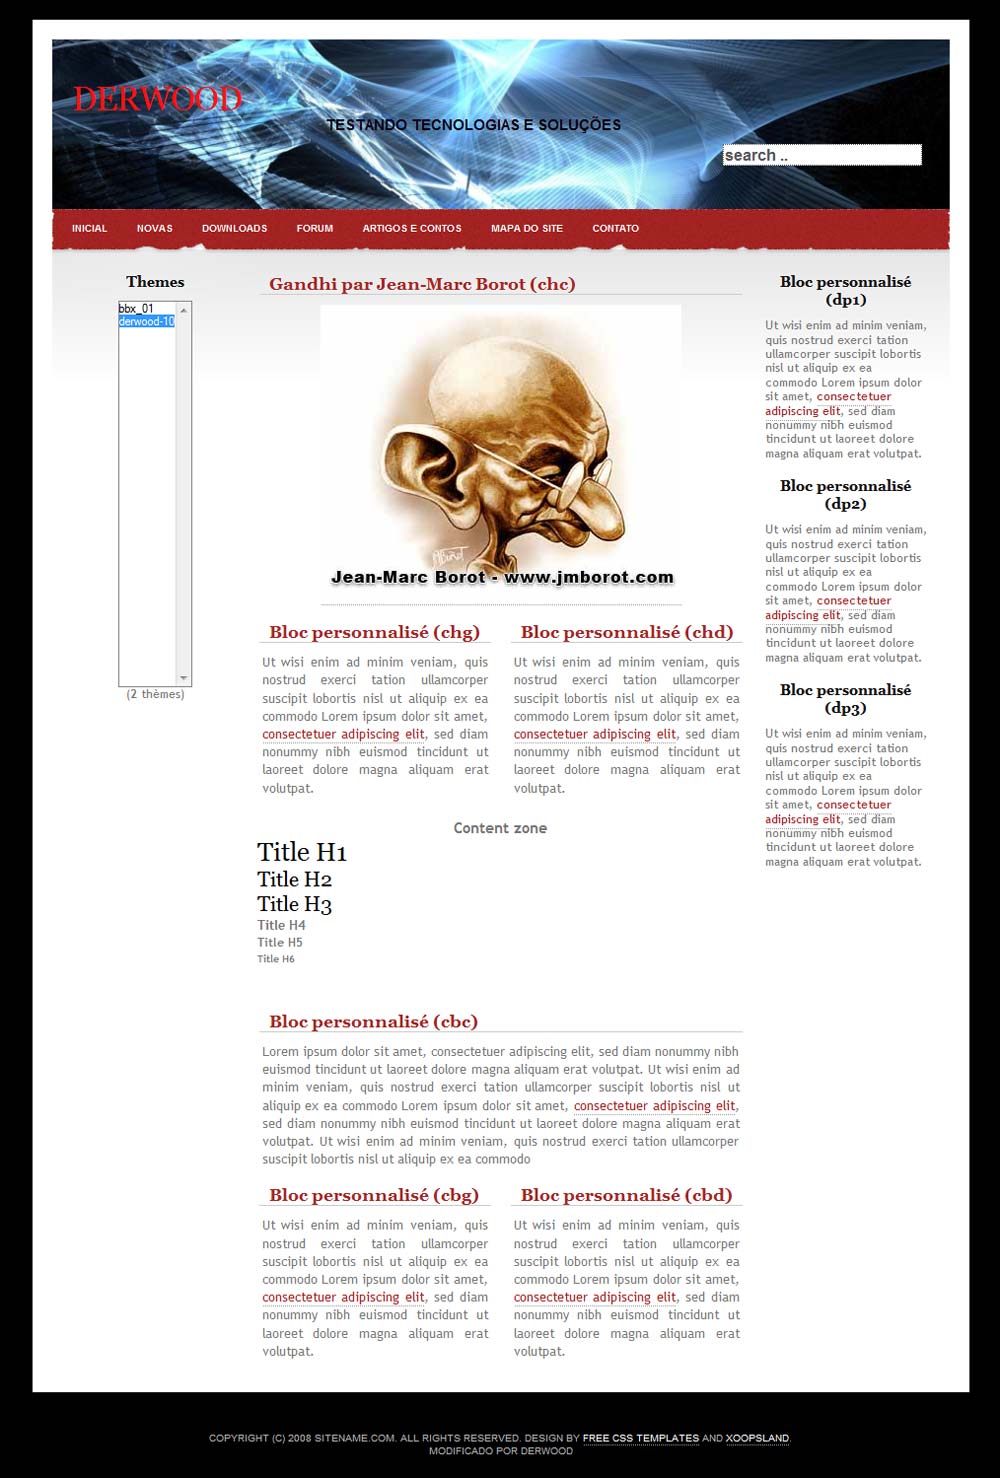 DERWOOD
TESTANDO TECNOLOGIAS E SOLUÇÕES
search ..
INICIAL NOVAS DOWNLOADS FORUM ARTIGOS E CONTOS MAPA DO SITE CONTATO
Themes
bbx_01
derwood-10
(2 thèmes)
Gandhi par Jean-Marc Borot (chc)
Jean-Marc Borot - www.jmborot.com
Bloc personnalisé (chg)
Ut wisi enim ad minim veniam, quis
nostrud exerci tation ullamcorper
suscipit lobortis nisl ut aliquip ex ea
commodo Lorem ipsum dolor sit amet,
consectetuer adipiscing elit, sed diam
nonummy nibh euismod tincidunt ut
laoreet dolore magna aliquam erat
volutpat.
Bloc personnalisé (chd)
Ut wisi enim ad minim veniam, quis
nostrud exerci tation ullamcorper
suscipit lobortis nisl ut aliquip ex ea
commodo Lorem ipsum dolor sit amet,
consectetuer adipiscing elit, sed diam
nonummy nibh euismod tincidunt ut
laoreet dolore magna aliquam erat
volutpat.
Content zone
Title H1
Title H2
Title H3
Title H4
Title H5
Title H6
Bloc personnalisé (cbc)
Lorem ipsum dolor sit amet, consectetuer adipiscing elit, sed diam nonummy nibh
euismod tincidunt ut laoreet dolore magna aliquam erat volutpat. Ut wisi enim ad
minim veniam, quis nostrud exerci tation ullamcorper suscipit lobortis nisl ut
aliquip ex ea commodo Lorem ipsum dolor sit amet, consectetuer adipiscing elit,
sed diam nonummy nibh euismod tincidunt ut laoreet dolore magna aliquam erat
volutpat. Ut wisi enim ad minim veniam, quis nostrud exerci tation ullamcorper
suscipit lobortis nisl ut aliquip ex ea commodo
Bloc personnalisé (cbg)
Ut wisi enim ad minim veniam, quis
nostrud exerci tation ullamcorper
suscipit lobortis nisl ut aliquip ex ea
commodo Lorem ipsum dolor sit amet,
consectetuer adipiscing elit, sed diam
nonummy nibh euismod tincidunt ut
laoreet dolore magna aliquam erat
volutpat.
Bloc personnalisé (cbd)
Ut wisi enim ad minim veniam, quis
nostrud exerci tation ullamcorper
suscipit lobortis nisl ut aliquip ex ea
commodo Lorem ipsum dolor sit amet,
consectetuer adipiscing elit, sed diam
nonummy nibh euismod tincidunt ut
laoreet dolore magna aliquam erat
volutpat.
Bloc personnalisé
(dp1)
Ut wisi enim ad minim veniam,
quis nostrud exerci tation
ullamcorper suscipit lobortis
nisl ut aliquip ex ea
commodo Lorem ipsum dolor
sit amet, consectetuer
adipiscing elit, sed diam
nonummy nibh euismod
tincidunt ut laoreet dolore
magna aliquam erat volutpat.
Bloc personnalisé
(dp2)
Ut wisi enim ad minim veniam,
quis nostrud exerci tation
ullamcorper suscipit lobortis
nisl ut aliquip ex ea
commodo Lorem ipsum dolor
sit amet, consectetuer
adipiscing elit, sed diam
nonummy nibh euismod
tincidunt ut laoreet dolore
magna aliquam erat volutpat.
Bloc personnalisé
(dp3)
Ut wisi enim ad minim veniam,
quis nostrud exerci tation
ullamcorper suscipit lobortis
nisl ut aliquip ex ea
commodo Lorem ipsum dolor
sit amet, consectetuer
adipiscing elit, sed diam
nonummy nibh euismod
tincidunt ut laoreet dolore
magna aliquam erat volutpat.
COPYRIGHT (C) 2008 SITENAME.COM. ALL RIGHTS RESERVED. DESIGN BY FREE CSS TEMPLATES AND XOOPSLAND.
MODIFICADO POR DERWOOD